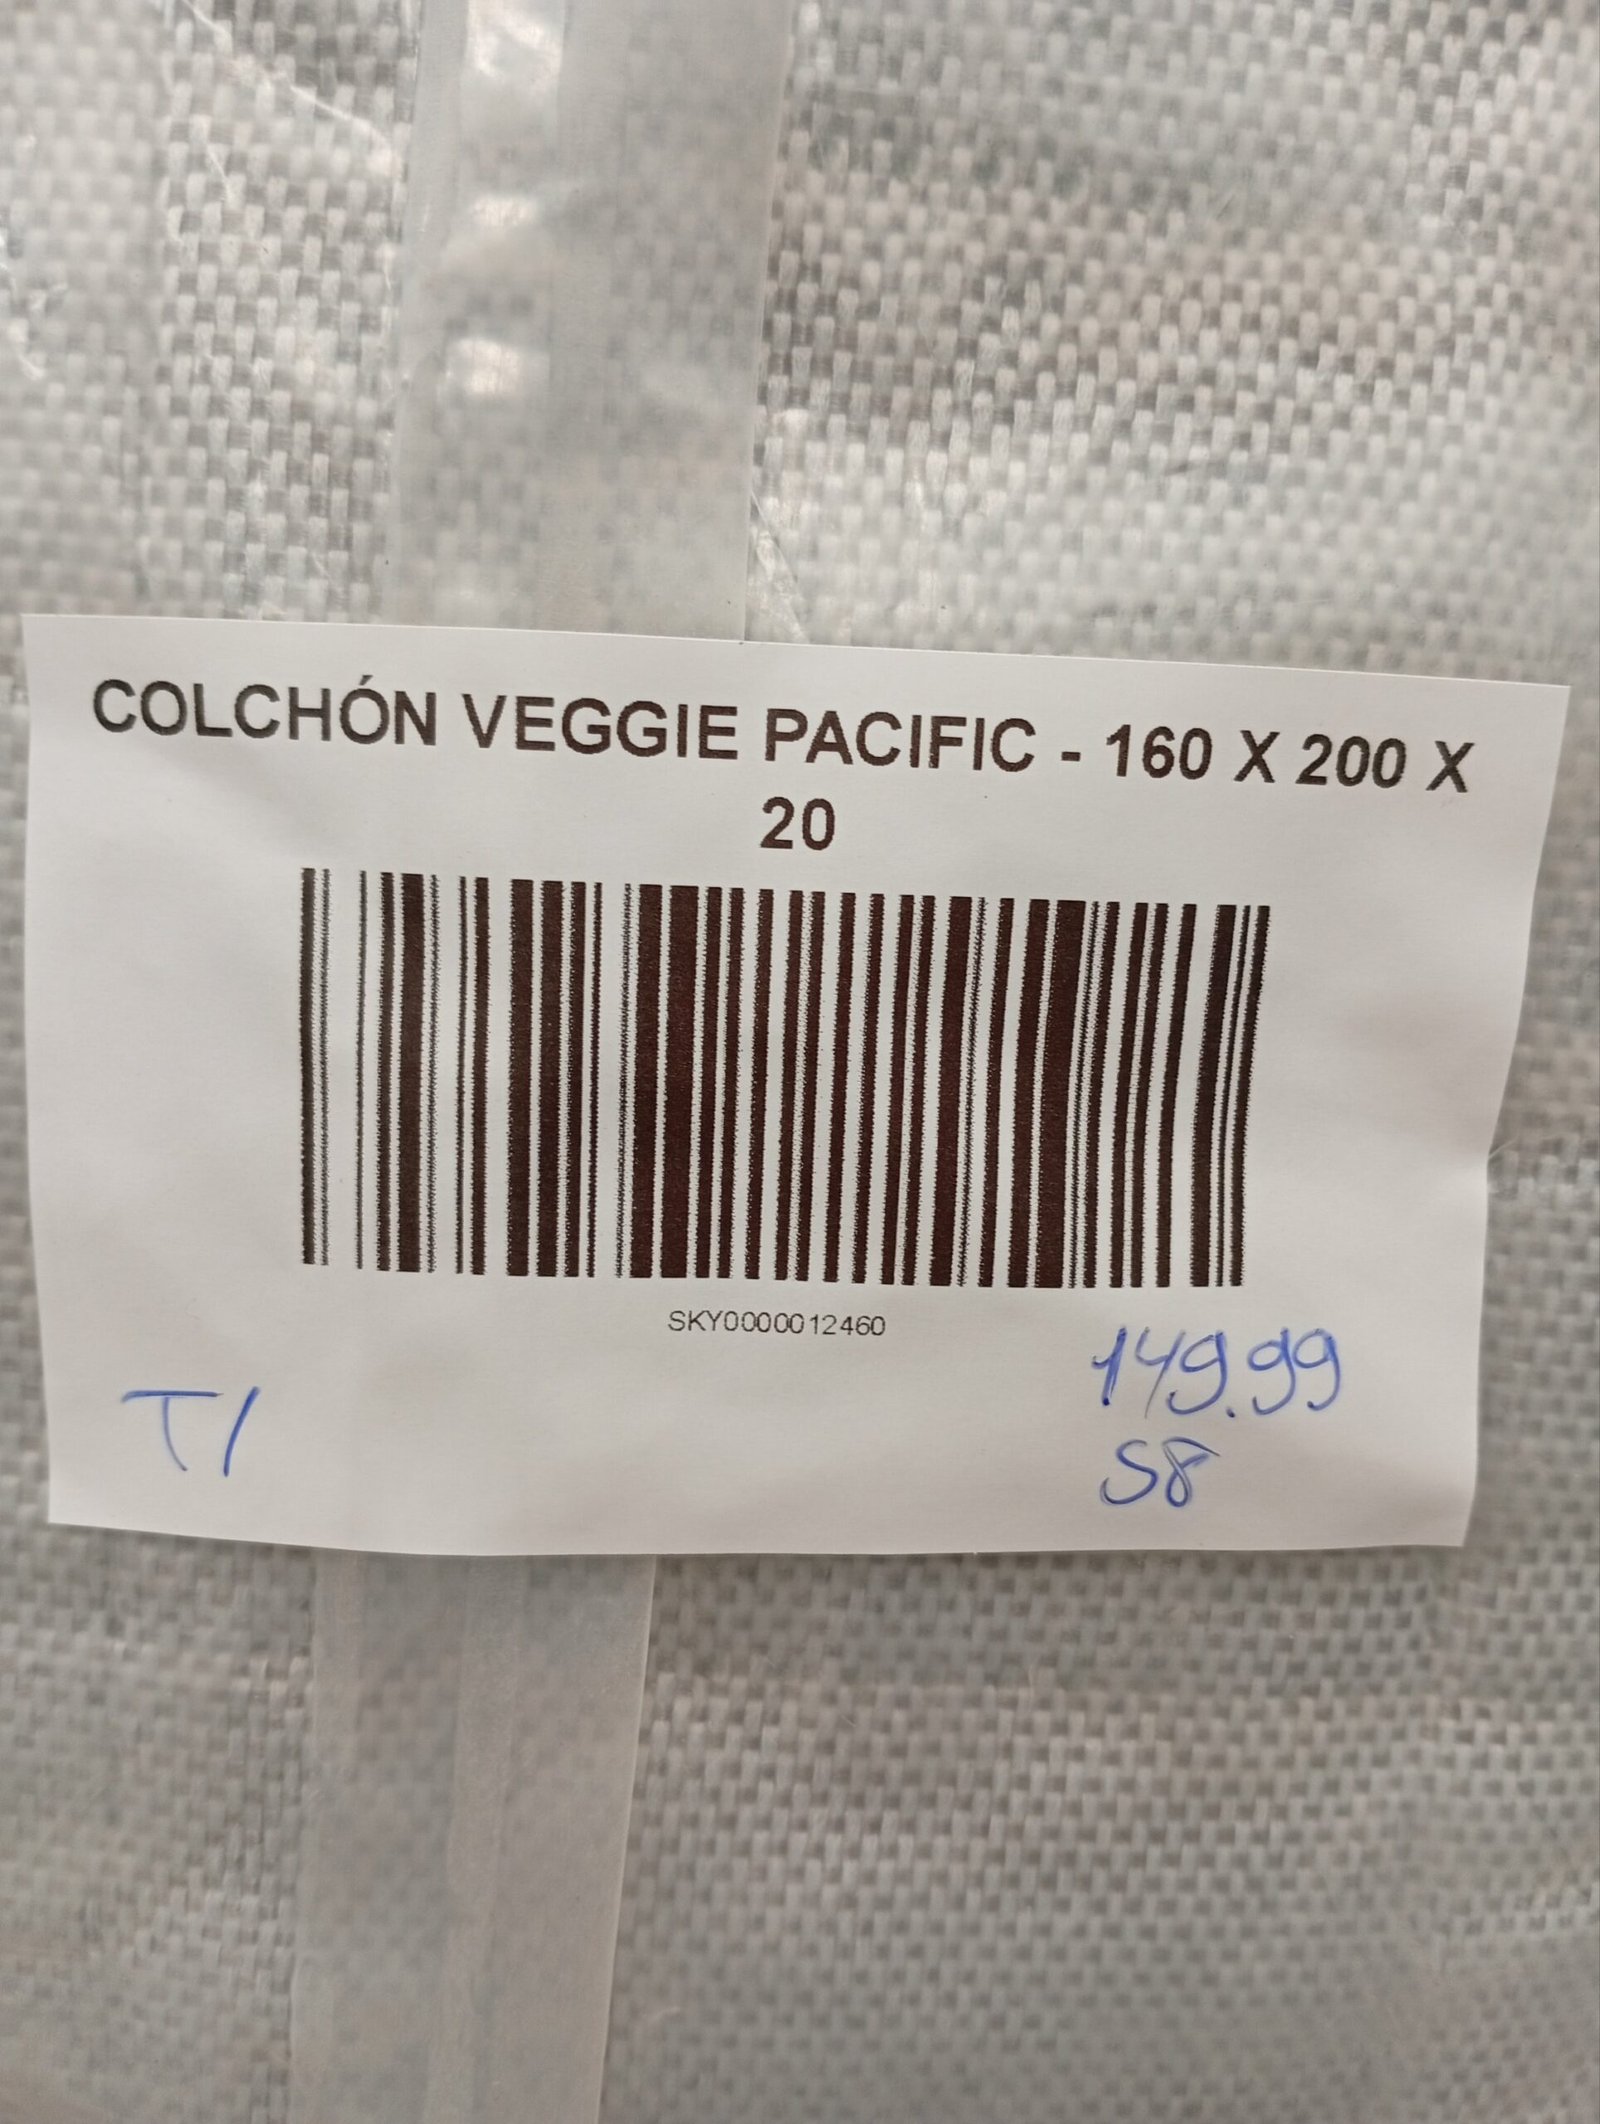 COLCHÓN VEGGIE PACIFIC - 160 X 200 X
20
SKY0000012460
149.99
T1
S8